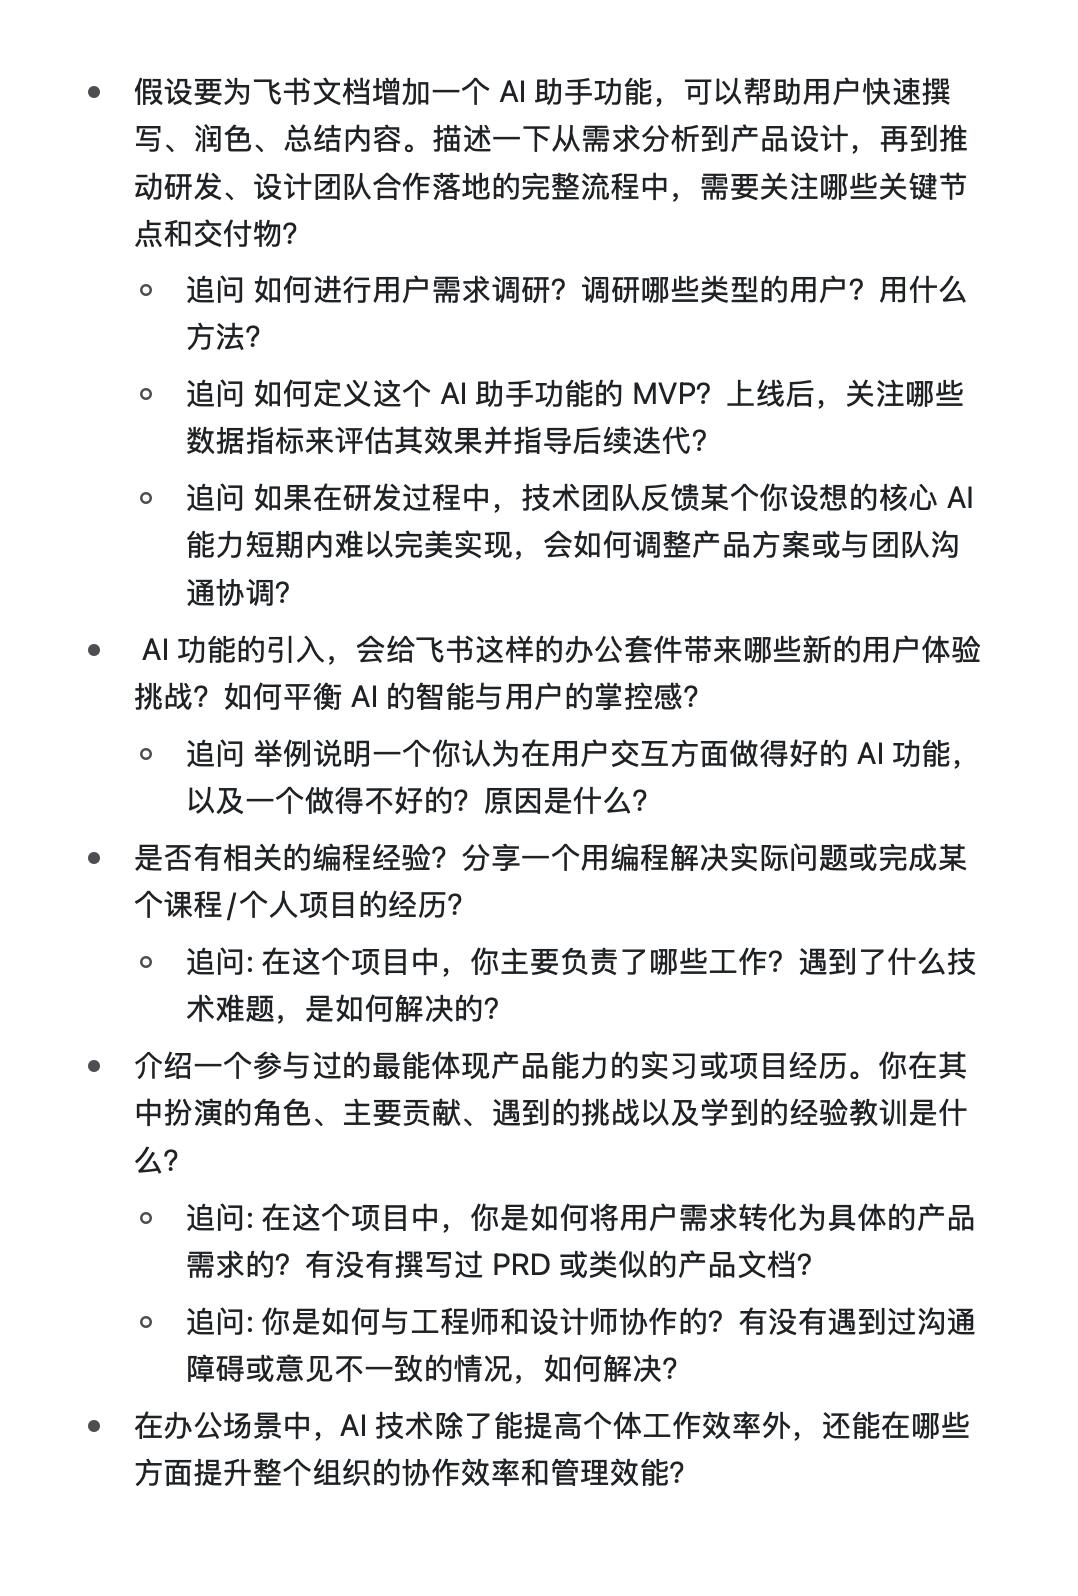 假设要为飞书文档增加一个 AI 助手功能，可以帮助用户快速撰
写、润色、总结内容。描述一下从需求分析到产品设计，再到推
动研发、设计团队合作落地的完整流程中，需要关注哪些关键节
点和交付物？
追问 如何进行用户需求调研？调研哪些类型的用户？用什么
方法？
追问 如何定义这个 AI 助手功能的 MVP？上线后，关注哪些
数据指标来评估其效果并指导后续迭代？
追问 如果在研发过程中，技术团队反馈某个你设想的核心 AI
能力短期内难以完美实现，会如何调整产品方案或与团队沟
通协调？
AI 功能的引入，会给飞书这样的办公套件带来哪些新的用户体验
挑战？如何平衡 AI 的智能与用户的掌控感？
追问 举例说明一个你认为在用户交互方面做得好的 AI 功能，
以及一个做得不好的？原因是什么？
是否有相关的编程经验？分享一个用编程解决实际问题或完成某
个课程/个人项目的经历？
追问: 在这个项目中，你主要负责了哪些工作？遇到了什么技
术难题，是如何解决的？
介绍一个参与过的最能体现产品能力的实习或项目经历。你在其
中扮演的角色、主要贡献、遇到的挑战以及学到的经验教训是什
么？
追问: 在这个项目中，你是如何将用户需求转化为具体的产品
需求的？有没有撰写过 PRD 或类似的产品文档？
追问: 你是如何与工程师和设计师协作的？有没有遇到过沟通
障碍或意见不一致的情况，如何解决？
在办公场景中，AI 技术除了能提高个体工作效率外，还能在哪些
方面提升整个组织的协作效率和管理效能？